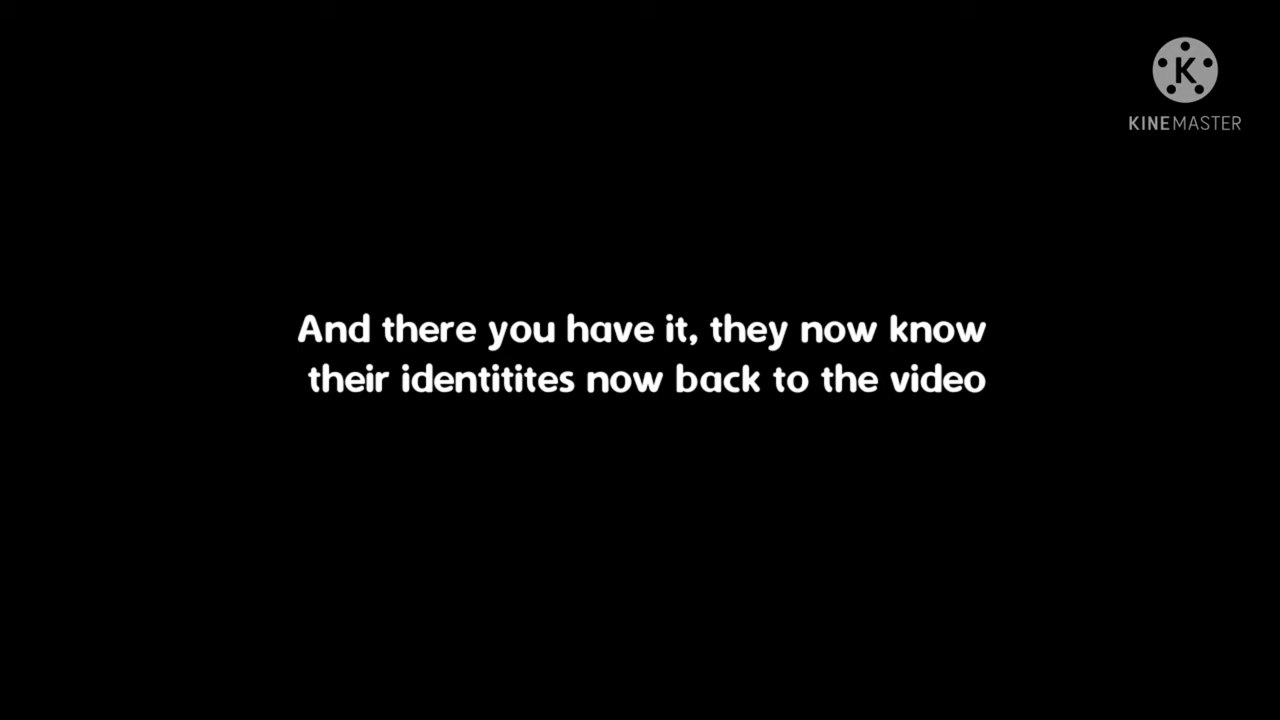 K
KINEMASTER
And there you have it, they now know
their identitites now back to the video